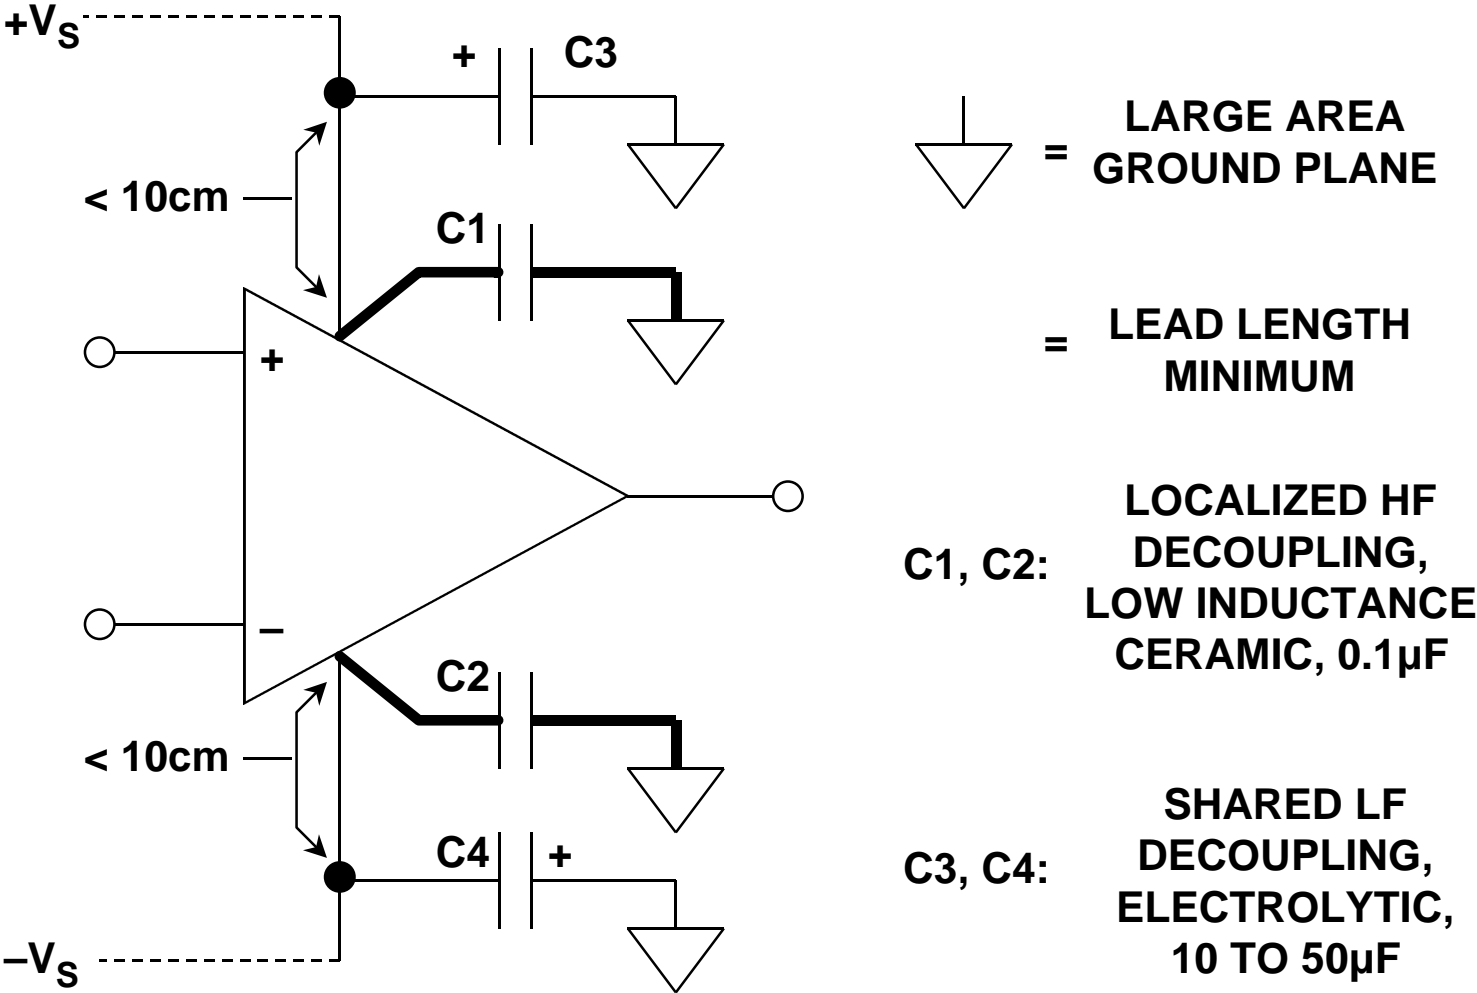 +VS
+ C3
< 10cm
C1
+
–
C2
< 10cm
C4 +
–VS
= LARGE AREA
GROUND PLANE
= LEAD LENGTH
MINIMUM
C1, C2:
LOCALIZED HF
DECOUPLING,
LOW INDUCTANCE
CERAMIC, 0.1µF
C3, C4:
SHARED LF
DECOUPLING,
ELECTROLYTIC,
10 TO 50µF